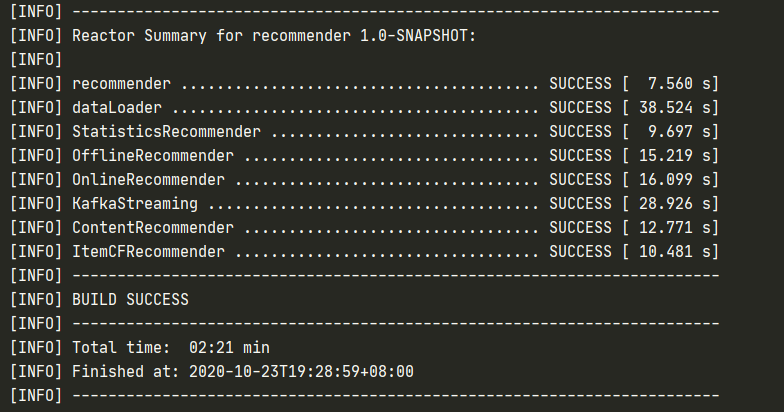 [INFO] ------------------------------------------------------------------------
[INFO] Reactor Summary for recommender 1.0-SNAPSHOT:
[INFO]
[INFO] recommender ........................................ SUCCESS [  7.560 s]
[INFO] dataLoader ......................................... SUCCESS [ 38.524 s]
[INFO] StatisticsRecommender .............................. SUCCESS [  9.697 s]
[INFO] OfflineRecommender ................................. SUCCESS [ 15.219 s]
[INFO] OnlineRecommender .................................. SUCCESS [ 16.099 s]
[INFO] KafkaStreaming ..................................... SUCCESS [ 28.926 s]
[INFO] ContentRecommender ................................. SUCCESS [ 12.771 s]
[INFO] ItemCFRecommender .................................. SUCCESS [ 10.481 s]
[INFO] ------------------------------------------------------------------------
[INFO] BUILD SUCCESS
[INFO] ------------------------------------------------------------------------
[INFO] Total time:  02:21 min
[INFO] Finished at: 2020-10-23T19:28:59+08:00
[INFO] ------------------------------------------------------------------------